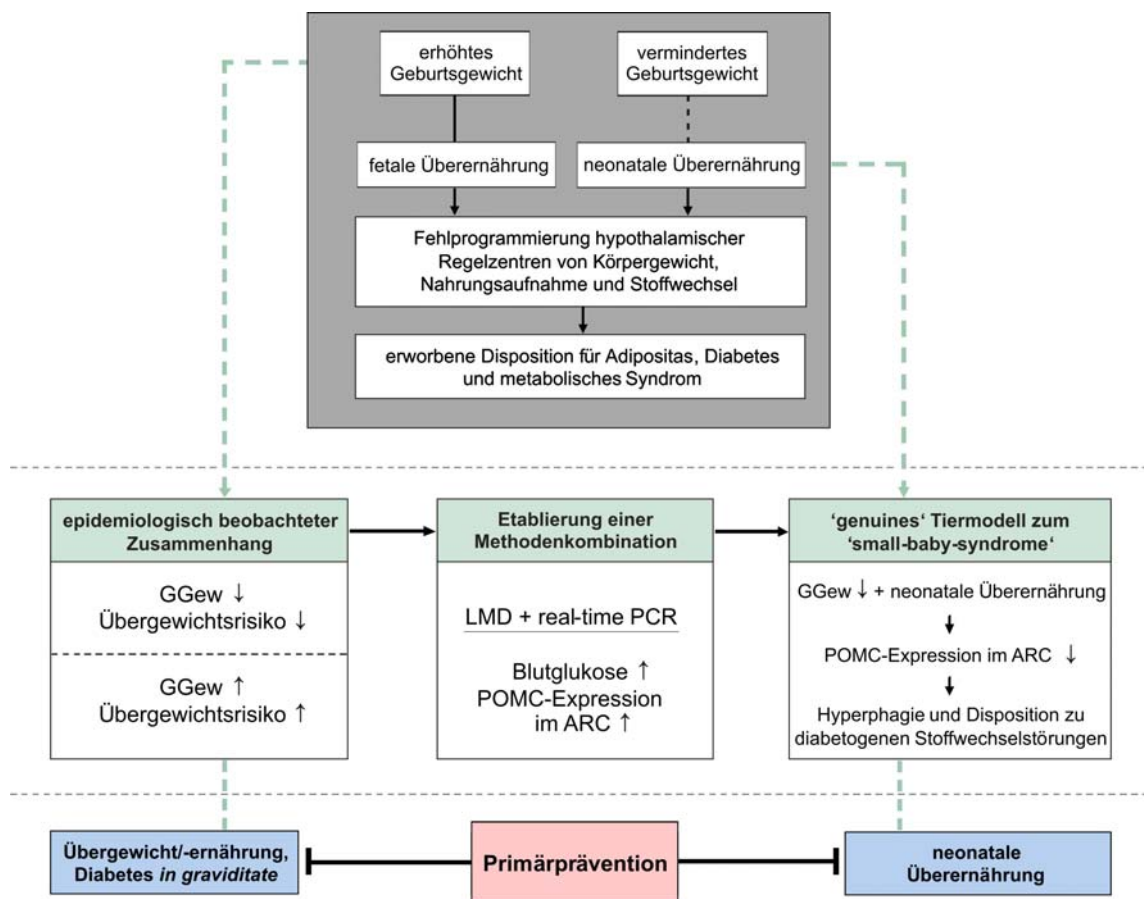 erhöhtes
Geburtsgewicht
vermindertes
Geburtsgewicht
fetale Überernährung
neonatale Überernährung
Fehlprogrammierung hypothalamischer
Regelzentren von Körpergewicht,
Nahrungsaufnahme und Stoffwechsel
erworbene Disposition für Adipositas, Diabetes
und metabolisches Syndrom
epidemiologisch beobachteter
Zusammenhang
GGew ↓
Übergewichtsrisiko ↓
GGew ↑
Übergewichtsrisiko ↑
Etablierung einer
Methodenkombination
LMD + real-time PCR
Blutglukose ↑
POMC-Expression
im ARC ↑
‘genuines‘ Tiermodell zum
‘small-baby-syndrome‘
GGew ↓ + neonatale Überernährung
POMC-Expression im ARC ↓
Hyperphagie und Disposition zu
diabetogenen Stoffwechselstörungen
Übergewicht/-ernährung,
Diabetes in graviditate
Primärprävention
neonatale
Überernährung